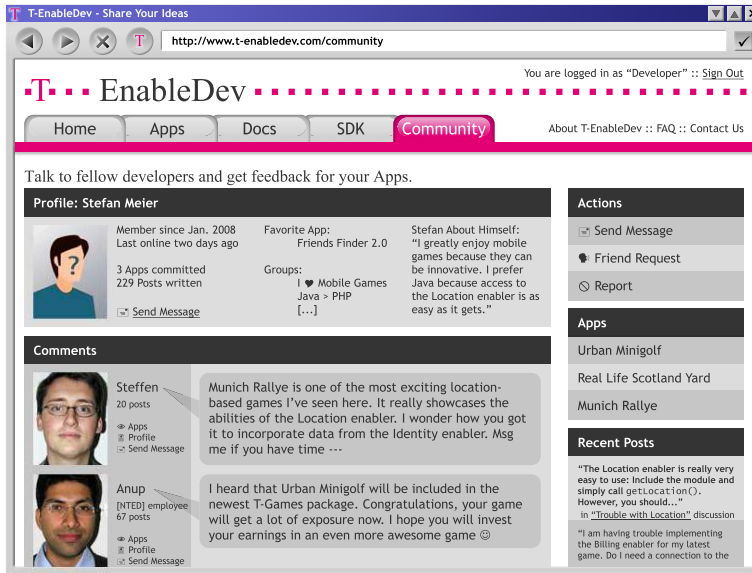 T-EnableDev - Share Your Ideas
T
http://www.t-enabledev.com/community
You are logged in as “Developer” :: Sign Out
T EnableDev
Home Apps Docs SDK Community
About T-EnableDev :: FAQ :: Contact Us
Talk to fellow developers and get feedback for your Apps.
Profile: Stefan Meier
?
Member since Jan. 2008
Last online two days ago
3 Apps committed
229 Posts written
Send Message
Favorite App:
Friends Finder 2.0
Groups:
I ♥ Mobile Games
Java > PHP
[...]
Stefan About Himself:
“I greatly enjoy mobile
games because they can
be innovative. I prefer
Java because access to
the Location enabler is as
easy as it gets.”
Comments
Steffen
20 posts
Apps
Profile
Send Message
Munich Rallye is one of the most exciting location-
based games I’ve seen here. It really showcases the
abilities of the Location enabler. I wonder how you got
it to incorporate data from the Identity enabler. Msg
me if you have time ---
Anup
[NTED] employee
67 posts
Apps
Profile
Send Message
I heard that Urban Minigolf will be included in the
newest T-Games package. Congratulations, your game
will get a lot of exposure now. I hope you will invest
your earnings in an even more awesome game ☺
Actions
Send Message
Friend Request
Report
Apps
Urban Minigolf
Real Life Scotland Yard
Munich Rallye
Recent Posts
“The Location enabler is really very
easy to use: Include the module and
simply call getLocation().
However, you should...”
in “Trouble with Location” discussion
“I am having trouble implementing
the Billing enabler for my latest
game. Do I need a connection to the